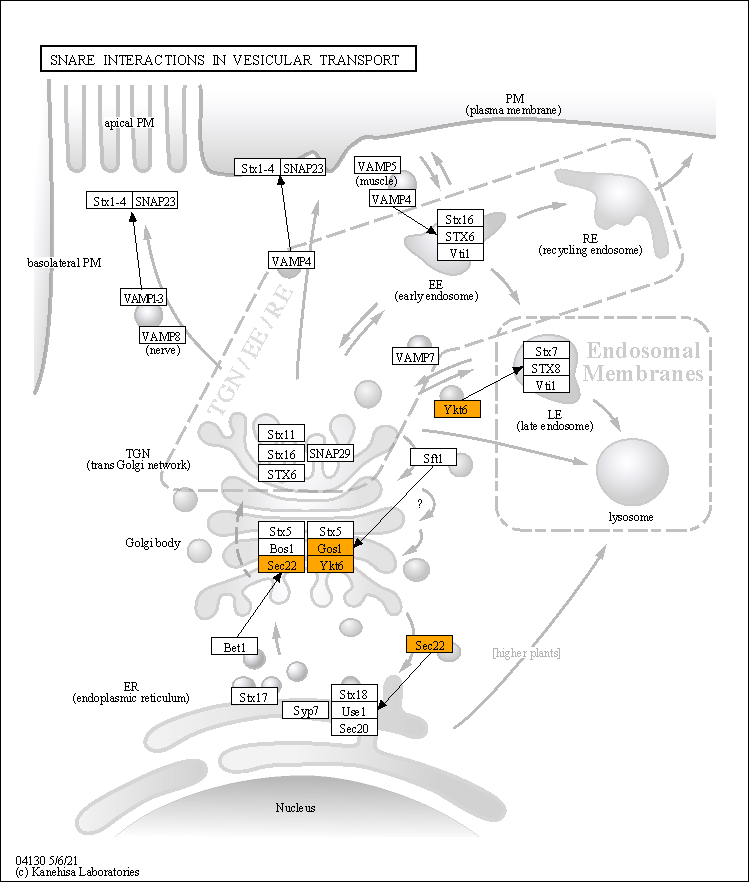 SNARE INTERACTIONS IN VESICULAR TRANSPORT
PM
(plasma membrane)
apical PM
Stx1-4 SNAP23
VAMP5
(muscle)
VAMP4
Stx1-4 SNAP23
Stx16
STX6
Vti1
RE
(recycling endosome)
basolateral PM
VAMP4
EE
(early endosome)
VAMP1-3
VAMP8
(nerve)
TGN / EE / RE
VAMP7
Stx7
STX8
Vti1
Endosomal
Membranes
Ykt6
LE
(late endosome)
Stx11
Stx16 SNAP29
STX6
TGN
(trans Golgi network)
Sft1
lysosome
?
Golgi body
Stx5 Stx5
Bos1 Gos1
Sec22 Ykt6
Bet1
Sec22
[higher plants]
ER
(endoplasmic reticulum)
Stx17
Syp7
Stx18
Use1
Sec20
Nucleus
04130 5/6/21
(c) Kanehisa Laboratories